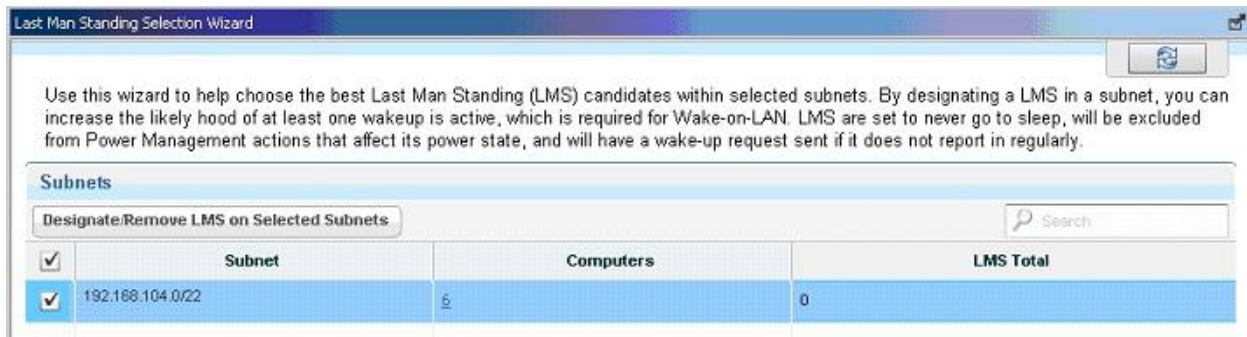 Last Man Standing Selection Wizard
Use this wizard to help choose the best Last Man Standing (LMS) candidates within selected subnets. By designating a LMS in a subnet, you can
increase the likely hood of at least one wakeup is active, which is required for Wake-on-LAN. LMS are set to never go to sleep, will be excluded
from Power Management actions that affect its power state, and will have a wake-up request sent if it does not report in regularly.
Subnets
Designate/Remove LMS on Selected Subnets
Search
Subnet Computers LMS Total
192.168.104.0/22 6 0